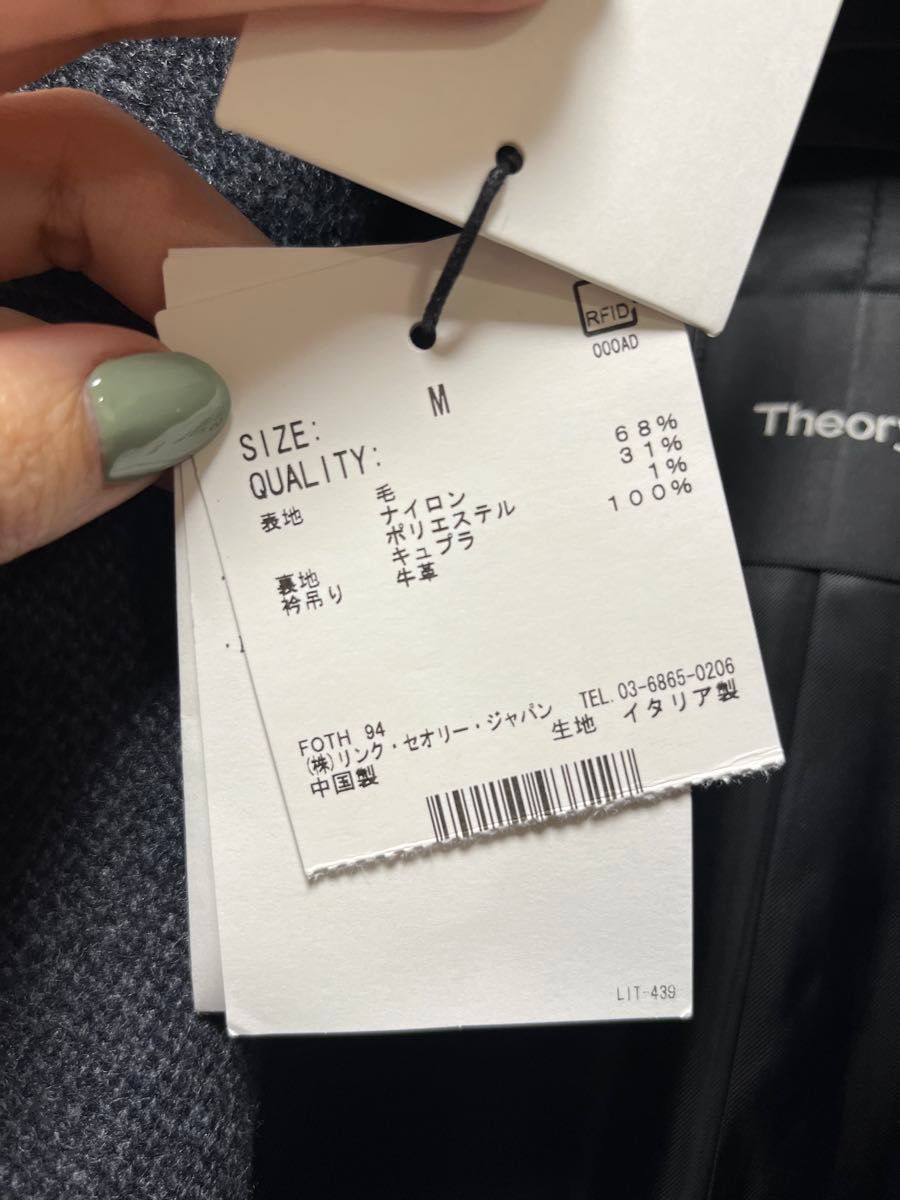 RFID
000AD
SIZE: M
QUALITY:
表地 毛 68%
ナイロン 31%
ポリエステル 1%
裏地 キュプラ 100%
衿吊り 牛革
FOTH 94
(株)リンク・セオリー・ジャパン TEL.03-6865-0206
中国製 生地 イタリア製
LIT-439
Theory